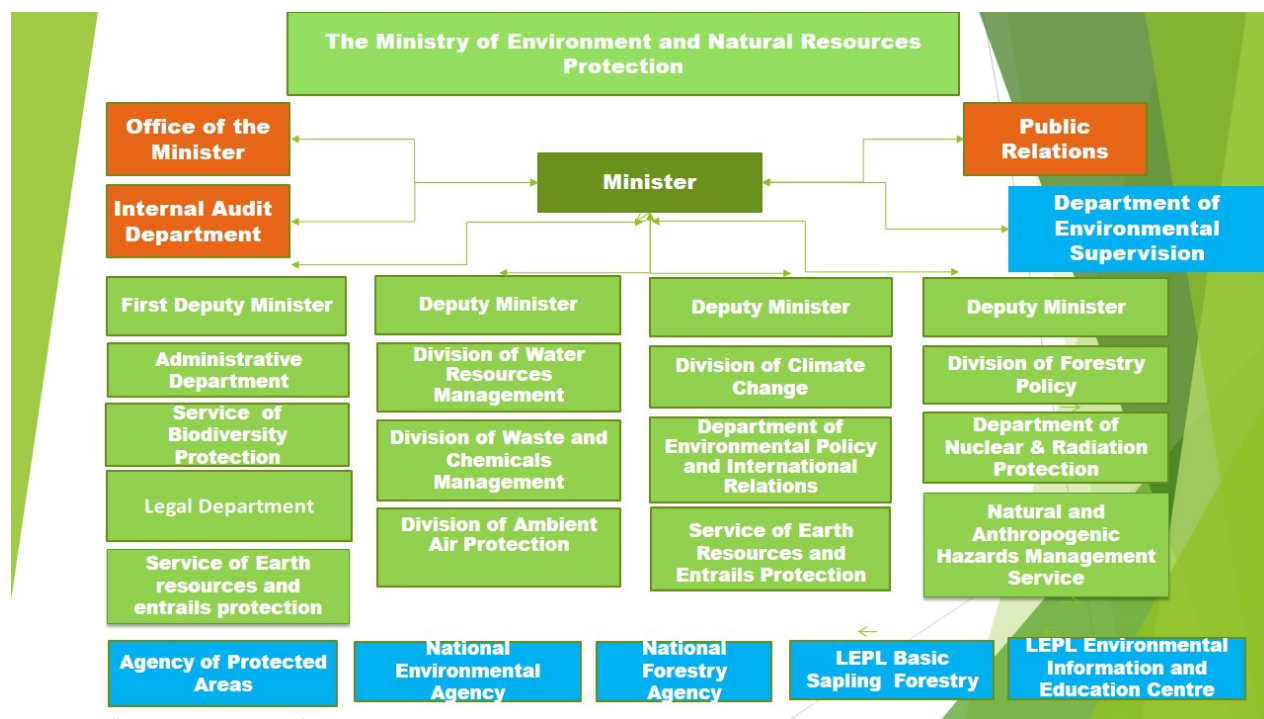 The Ministry of Environment and Natural Resources
Protection
Office of the
Minister
Public
Relations
Minister
Internal Audit
Department
Department of
Environmental
Supervision
First Deputy Minister
Deputy Minister
Deputy Minister
Deputy Minister
Administrative
Department
Division of Water
Resources
Management
Division of Climate
Change
Division of Forestry
Policy
Service of
Biodiversity
Protection
Division of Waste and
Chemicals
Management
Department of
Environmental Policy
and International
Relations
Department of
Nuclear & Radiation
Protection
Legal Department
Division of Ambient
Air Protection
Service of Earth
Resources and
Entrails Protection
Natural and
Anthropogenic
Hazards Management
Service
Service of Earth
resources and
entrails protection
Agency of Protected
Areas
National
Environmental
Agency
National
Forestry
Agency
LEPL Basic
Sapling Forestry
LEPL Environmental
Information and
Education Centre